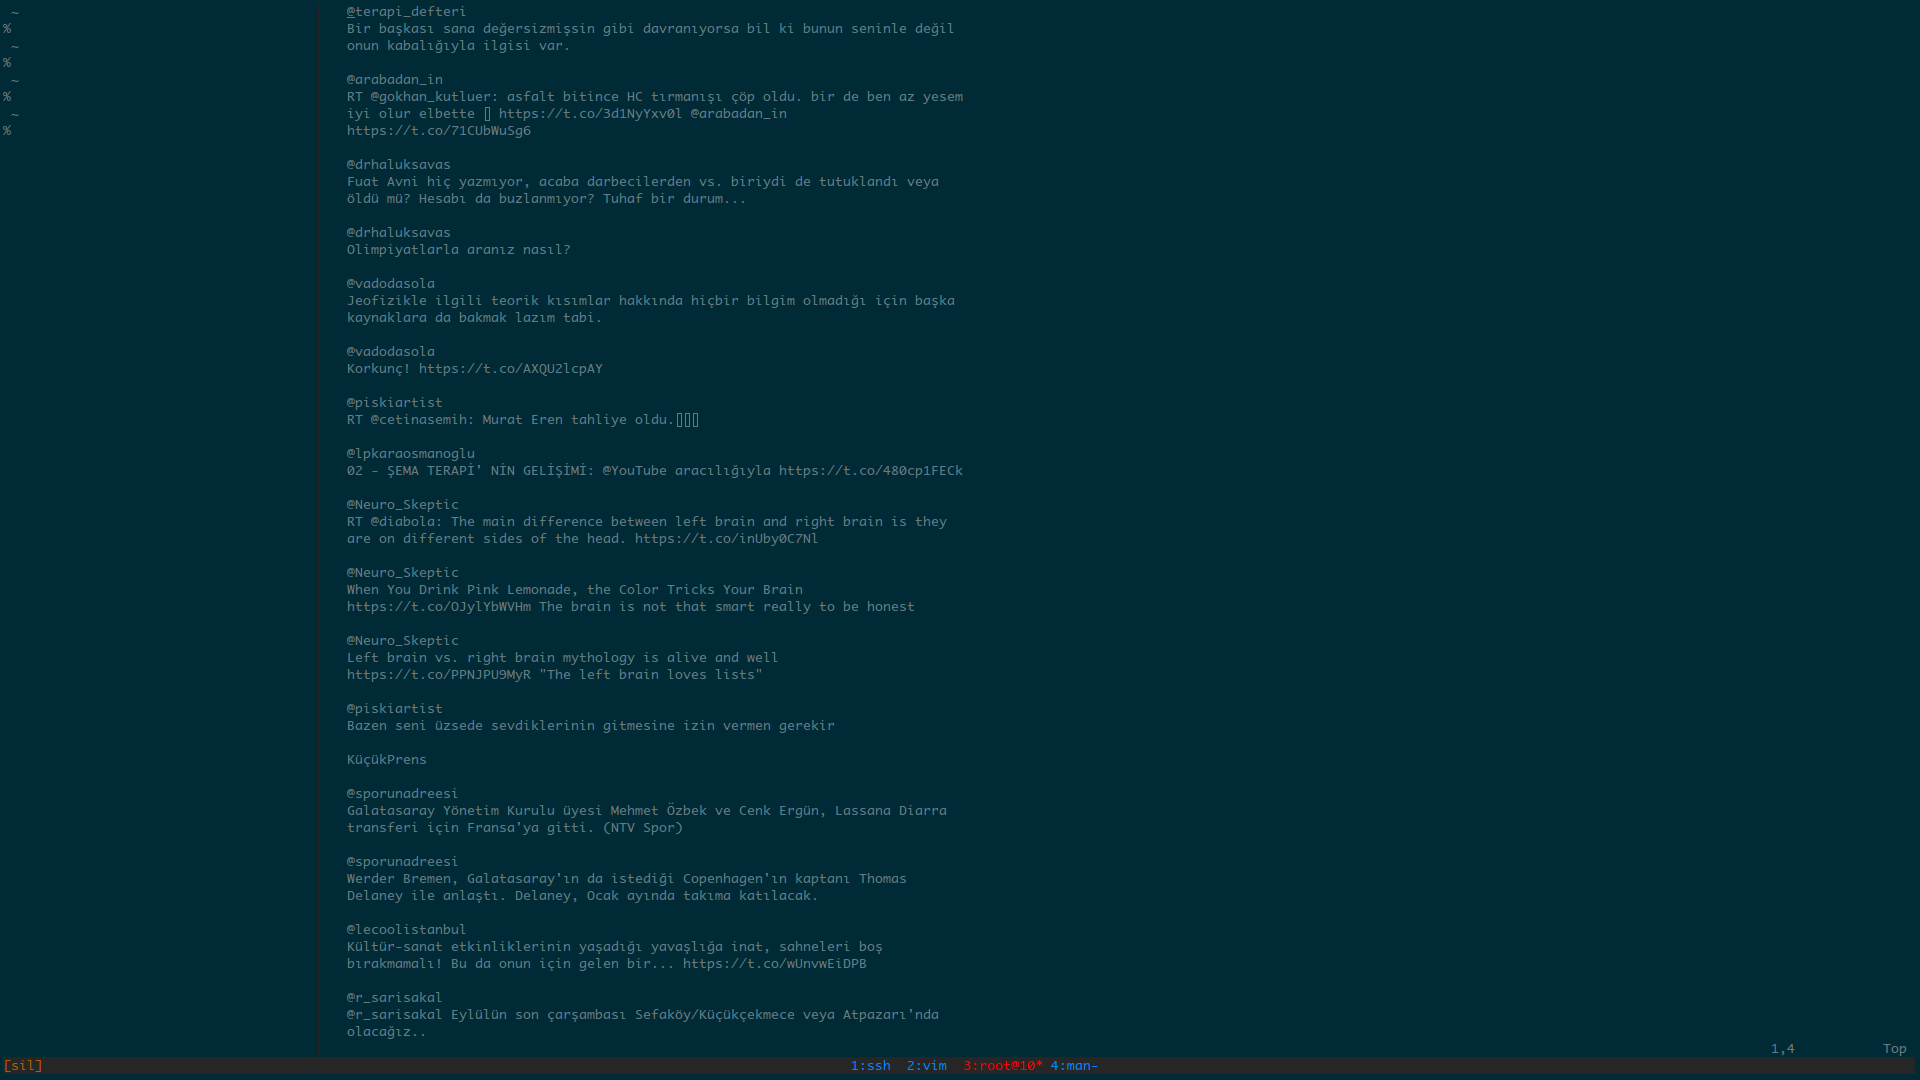 ~
%
~
%
~
%
~
%
@terapi_defteri
Bir başkası sana değersizmişsin gibi davranıyorsa bil ki bunun seninle değil
onun kabalığıyla ilgisi var.
@arabadan_in
RT @gokhan_kutluer: asfalt bitince HC tırmanışı çöp oldu. bir de ben az yesem
iyi olur elbette https://t.co/3d1NyYxv0l @arabadan_in
https://t.co/71CUbWuSg6
@drhaluksavas
Fuat Avni hiç yazmıyor, acaba darbecilerden vs. biriydi de tutuklandı veya
öldü mü? Hesabı da buzlanmıyor? Tuhaf bir durum...
@drhaluksavas
Olimpiyatlarla aranız nasıl?
@vadodasola
Jeofizikle ilgili teorik kısımlar hakkında hiçbir bilgim olmadığı için başka
kaynaklara da bakmak lazım tabi.
@vadodasola
Korkunç! https://t.co/AXQU2lcpAY
@piskiartist
RT @cetinasemih: Murat Eren tahliye oldu.
@lpkaraosmanoglu
02 - ŞEMA TERAPİ' NİN GELİŞİMİ: @YouTube aracılığıyla https://t.co/480cp1FECk
@Neuro_Skeptic
RT @diabola: The main difference between left brain and right brain is they
are on different sides of the head. https://t.co/inUby0C7Nl
@Neuro_Skeptic
When You Drink Pink Lemonade, the Color Tricks Your Brain
https://t.co/OJylYbWVHm The brain is not that smart really to be honest
@Neuro_Skeptic
Left brain vs. right brain mythology is alive and well
https://t.co/PPNJPU9MyR "The left brain loves lists"
@piskiartist
Bazen seni üzsede sevdiklerinin gitmesine izin vermen gerekir
KüçükPrens
@sporunadreesi
Galatasaray Yönetim Kurulu üyesi Mehmet Özbek ve Cenk Ergün, Lassana Diarra
transferi için Fransa'ya gitti. (NTV Spor)
@sporunadreesi
Werder Bremen, Galatasaray'ın da istediği Copenhagen'ın kaptanı Thomas
Delaney ile anlaştı. Delaney, Ocak ayında takıma katılacak.
@lecoolistanbul
Kültür-sanat etkinliklerinin yaşadığı yavaşlığa inat, sahneleri boş
bırakmamalı! Bu da onun için gelen bir... https://t.co/wUnvwEiDPB
@r_sarisakal
@r_sarisakal Eylülün son çarşambası Sefaköy/Küçükçekmece veya Atpazarı'nda
olacağız..
1,4 Top
[sil] 1:ssh 2:vim 3:root@10* 4:man-